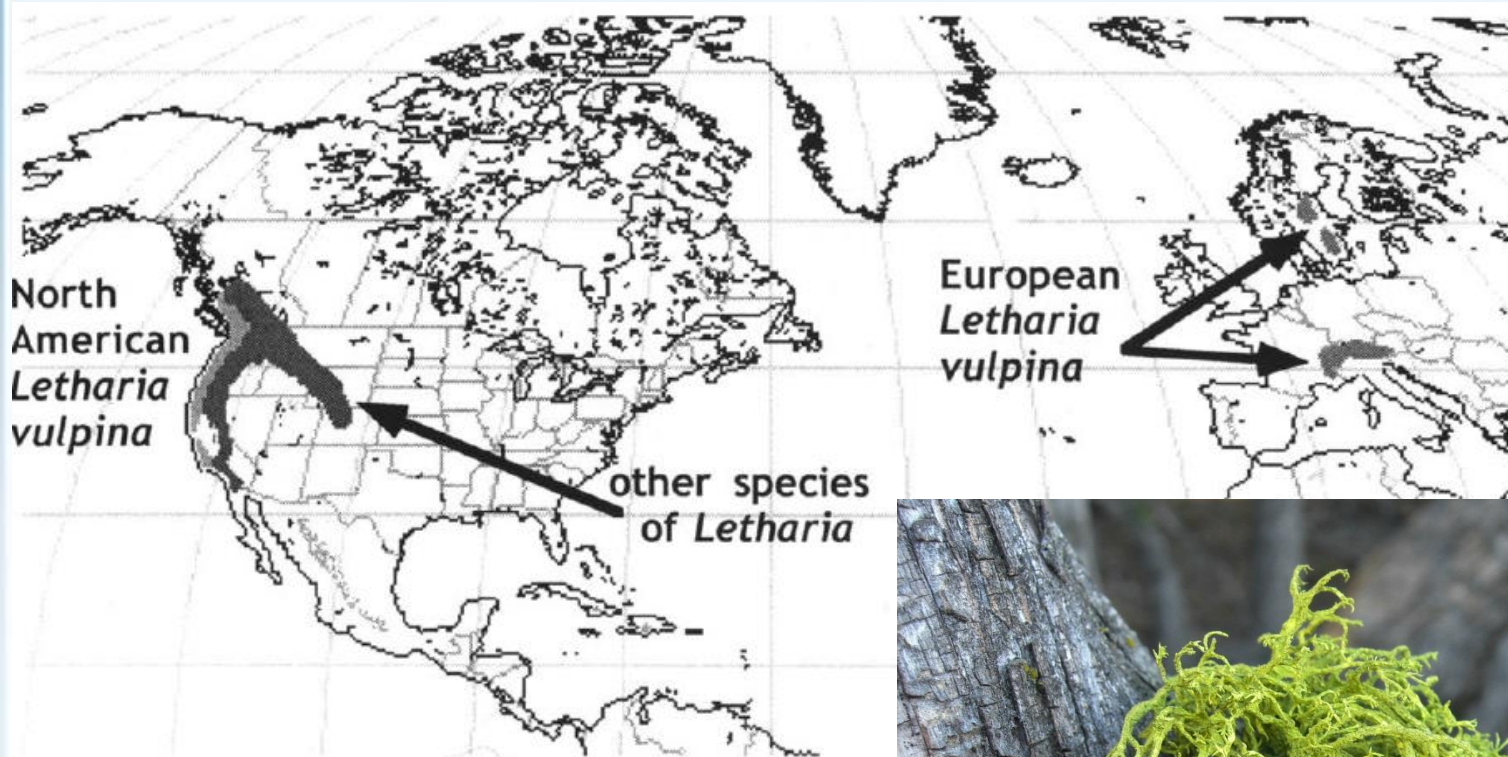 North
American
Letharia
vulpina
European
Letharia
vulpina
other species
of Letharia